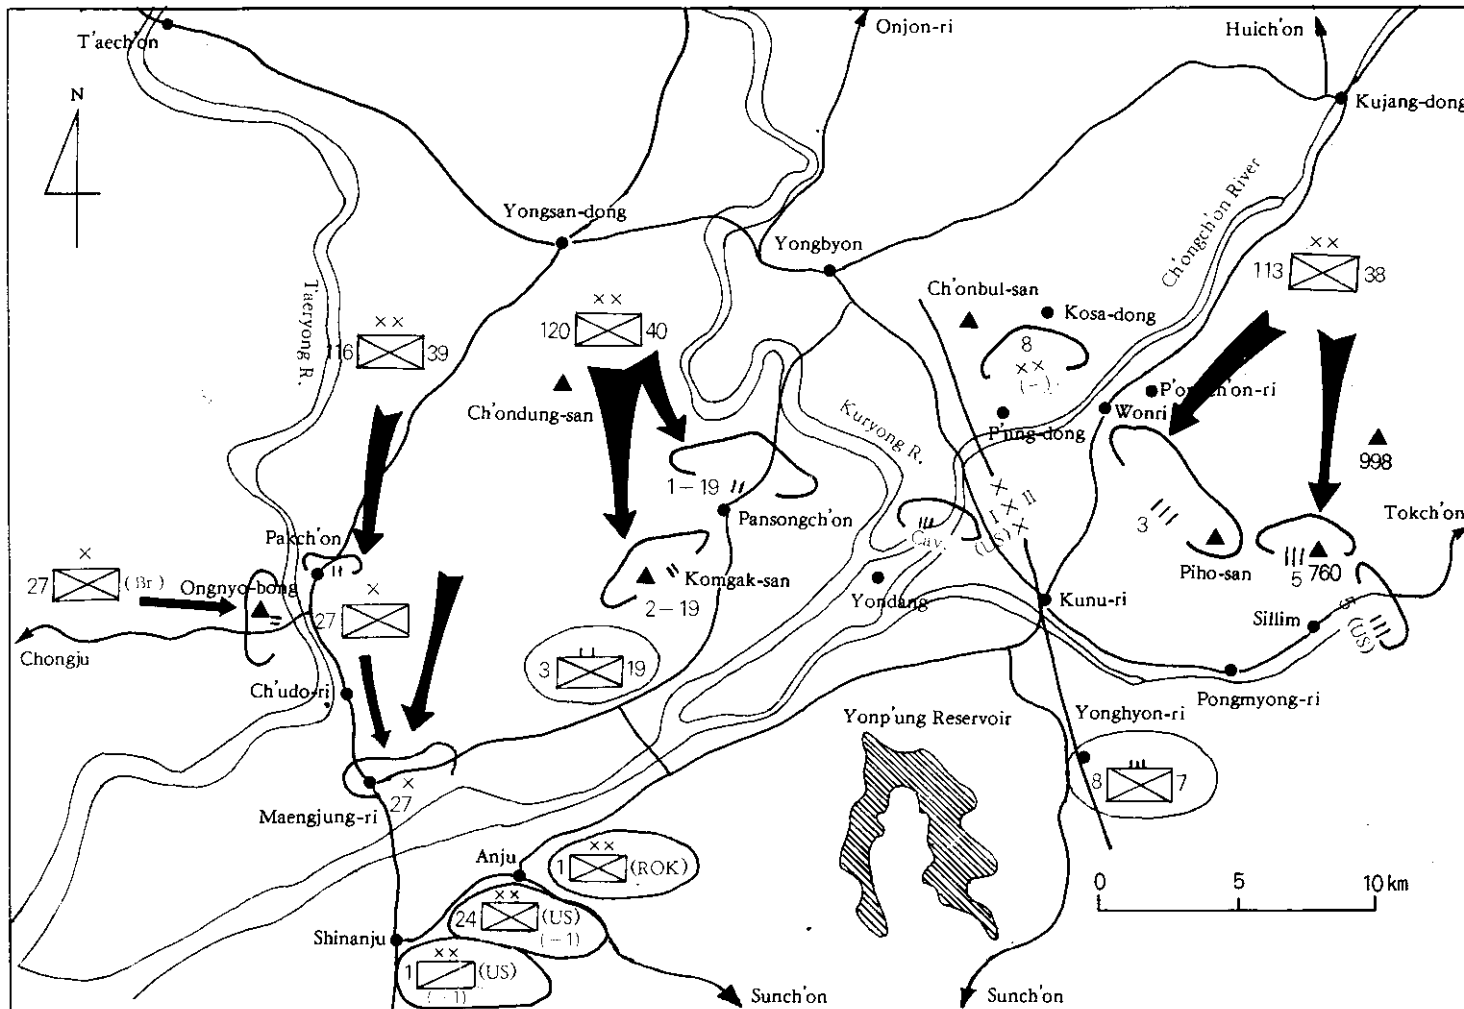 Onjon-ri
Huich'on
T'aech'on
N
Kujang-dong
Ch'ongch'on River
Yongsan-dong
Yongbyon
Taeryong R.
×× 
113 38
Ch'onbul-san
Kosa-dong
××
120 40
××
116 39
8
××
(-)
Ch'ondung-san
Kuryong R.
P'ung-dong
Wonri
998
1-19
Pansongch'on
I × II
(US)
3
Tokch'on
Pakch'on
Cav.
×
27 (Br)
Ongnyo-bong
×
27
Komgak-san
2-19
Yondang
Kunu-ri
Piho-san
5
760
5 (US)
Sillim
Chongju
3 19
Ch'udo-ri
Pongmyong-ri
Yonp'ung Reservoir
Yonghyon-ri
8 7
×
27
Maengjung-ri
Anju
××
1 (ROK)
××
24 (US)
(-1)
0 5 10 km
Shinanju
××
1 (US)
Sunch'on
Sunch'on